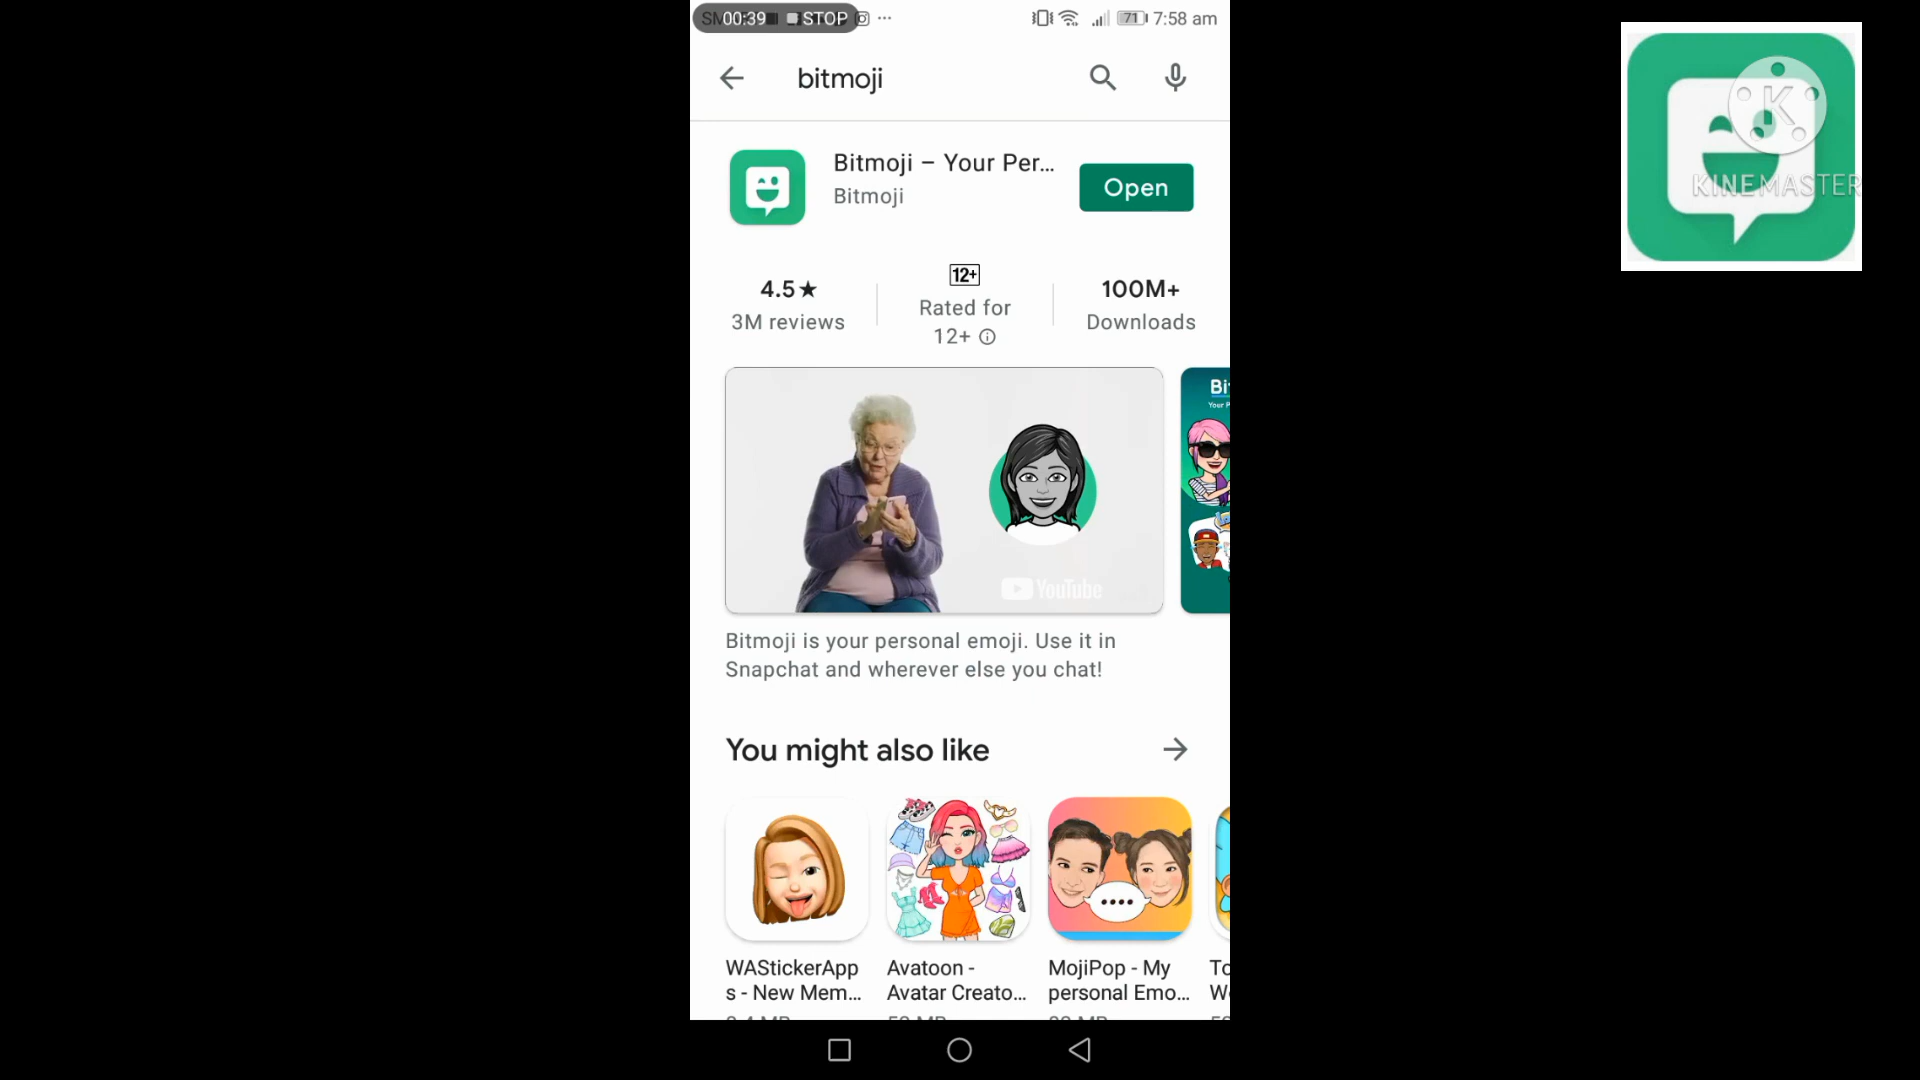 00:39 STOP ... 71 7:58 am
bitmoji
Bitmoji – Your Per...
Bitmoji
Open
4.5★
3M reviews
12+
Rated for
12+
100M+
Downloads
YouTube
Bitmoji is your personal emoji. Use it in
Snapchat and wherever else you chat!
You might also like
WAStickerApp
s - New Mem...
Avatoon -
Avatar Creato...
MojiPop - My
personal Emo...
K
KINEMASTER